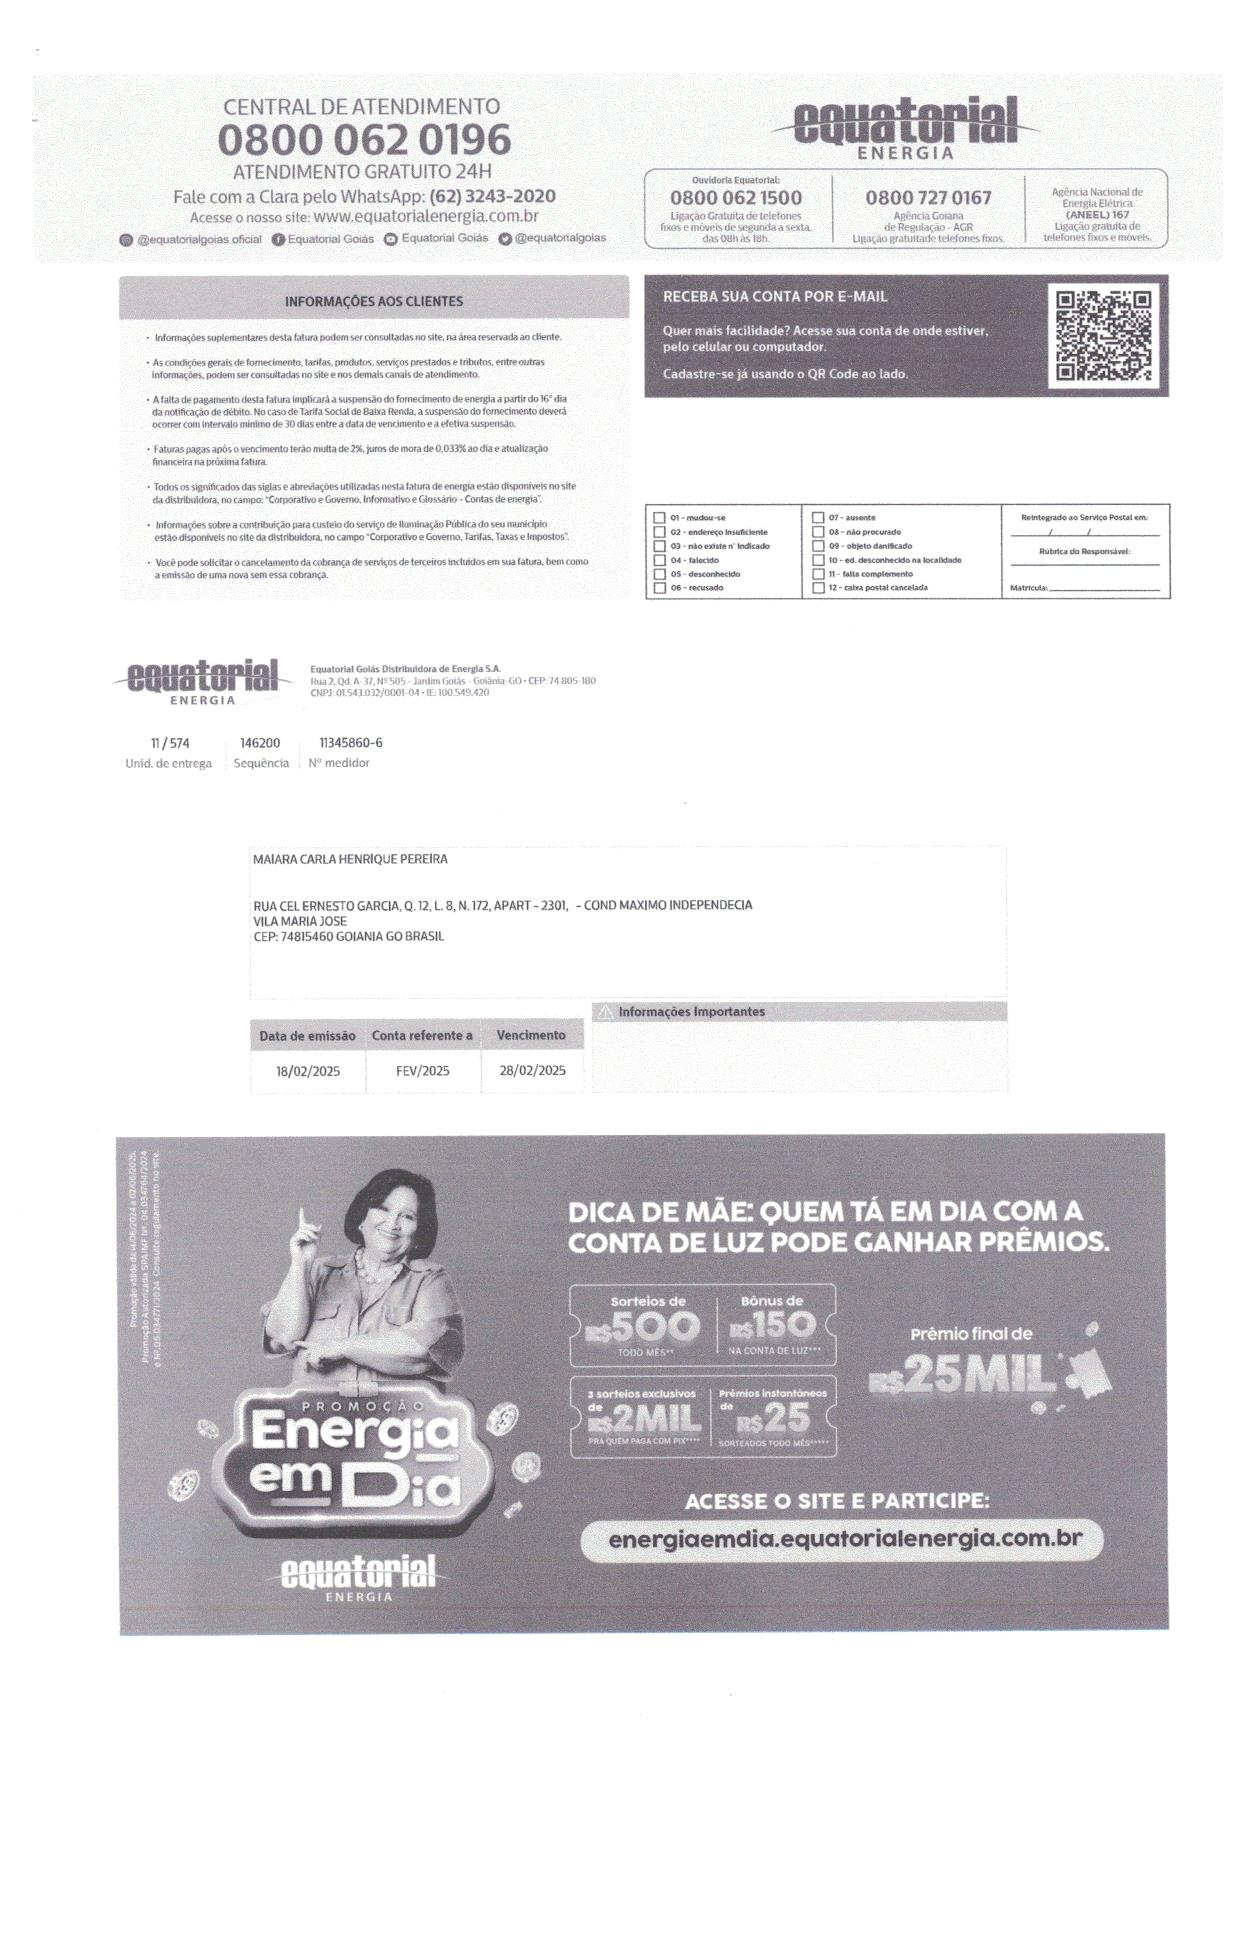 CENTRAL DE ATENDIMENTO
0800 062 0196
ATENDIMENTO GRATUITO 24H
Fale com a Clara pelo WhatsApp: (62) 3243-2020
Acesse o nosso site: www.equatorialenergia.com.br
@equatorialgoias.oficial Equatorial Goiás Equatorial Goiás @equatorialgoias
equatorial
ENERGIA
Ouvidoria Equatorial:
0800 062 1500
Ligação Gratuita de telefones
fixos e móveis de segunda a sexta,
das 08h às 18h.
0800 727 0167
Agência Goiana
de Regulação - AGR
Ligação gratuitade telefones fixos.
Agência Nacional de
Energia Elétrica
(ANEEL) 167
Ligação gratuita de
telefones fixos e móveis.
INFORMAÇÕES AOS CLIENTES
• Informações suplementares desta fatura podem ser consultadas no site, na área reservada ao cliente.
• As condições gerais de fornecimento, tarifas, produtos, serviços prestados e tributos, entre outras
informações, podem ser consultadas no site e nos demais canais de atendimento.
• A falta de pagamento desta fatura implicará a suspensão do fornecimento de energia a partir do 16° dia
da notificação de débito. No caso de Tarifa Social de Baixa Renda, a suspensão do fornecimento deverá
ocorrer com intervalo mínimo de 30 dias entre a data de vencimento e a efetiva suspensão.
• Faturas pagas após o vencimento terão multa de 2%, juros de mora de 0,033% ao dia e atualização
financeira na próxima fatura.
• Todos os significados das siglas e abreviações utilizadas nesta fatura de energia estão disponíveis no site
da distribuidora, no campo: "Corporativo e Governo, Informativo e Glossário - Contas de energia".
• Informações sobre a contribuição para custeio do serviço de Iluminação Pública do seu município
estão disponíveis no site da distribuidora, no campo "Corporativo e Governo, Tarifas, Taxas e Impostos".
• Você pode solicitar o cancelamento da cobrança de serviços de terceiros incluídos em sua fatura, bem como
a emissão de uma nova sem essa cobrança.
RECEBA SUA CONTA POR E-MAIL
Quer mais facilidade? Acesse sua conta de onde estiver,
pelo celular ou computador.
Cadastre-se já usando o QR Code ao lado.
01 - mudou-se
02 - endereço insuficiente
03 - não existe n° indicado
04 - falecido
05 - desconhecido
06 - recusado
07 - ausente
08 - não procurado
09 - objeto danificado
10 - ed. desconhecido na localidade
11 - falta complemento
12 - caixa postal cancelada
Reintegrado ao Serviço Postal em:
/ /
Rubrica do Responsável:
Matrícula:
equatorial
ENERGIA
Equatorial Goiás Distribuidora de Energia S.A.
Rua 2, Qd. A-37, Nº 505 - Jardim Goiás - Goiânia-GO • CEP: 74.805-180
CNPJ: 01.543.032/0001-04 • IE: 100.549.420
11 / 574 146200 11345860-6
Unid. de entrega Sequência Nº medidor
MAIARA CARLA HENRIQUE PEREIRA
RUA CEL ERNESTO GARCIA, Q. 12, L. 8, N. 172, APART - 2301, - COND MAXIMO INDEPENDECIA
VILA MARIA JOSE
CEP: 74815460 GOIANIA GO BRASIL
Informações Importantes
Data de emissão Conta referente a Vencimento
18/02/2025 FEV/2025 28/02/2025
Promoção válida de 14/06/2024 a 02/06/2025.
Promoção Autorizada SPA/MF Nº. 04.034764/2024
e Nº.05.034771/2024. Consulte regulamento no site.
DICA DE MÃE: QUEM TÁ EM DIA COM A
CONTA DE LUZ PODE GANHAR PRÊMIOS.
Sorteios de
R$500
TODO MÊS**
Bônus de
R$150
NA CONTA DE LUZ***
3 sorteios exclusivos
de
R$2MIL
PRA QUEM PAGA COM PIX****
Prêmios instantâneos
de
R$25
SORTEADOS TODO MÊS*****
Prêmio final de
R$25MIL
PROMOÇÃO
Energia
em Dia
equatorial
ENERGIA
ACESSE O SITE E PARTICIPE:
energiaemdia.equatorialenergia.com.br